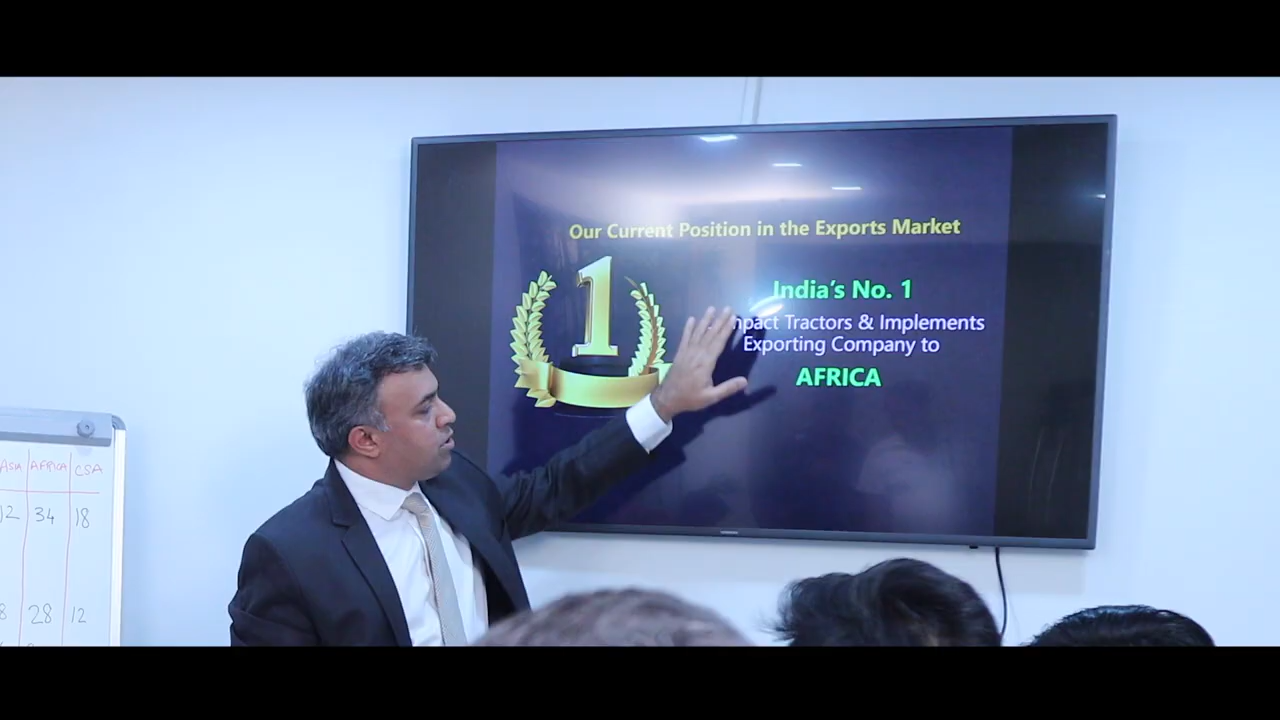 Our Current Position in the Exports Market
1
India's No. 1
Tractors & Implements
Exporting Company to
AFRICA
ASIA AFRICA CSA
34 18
28 12